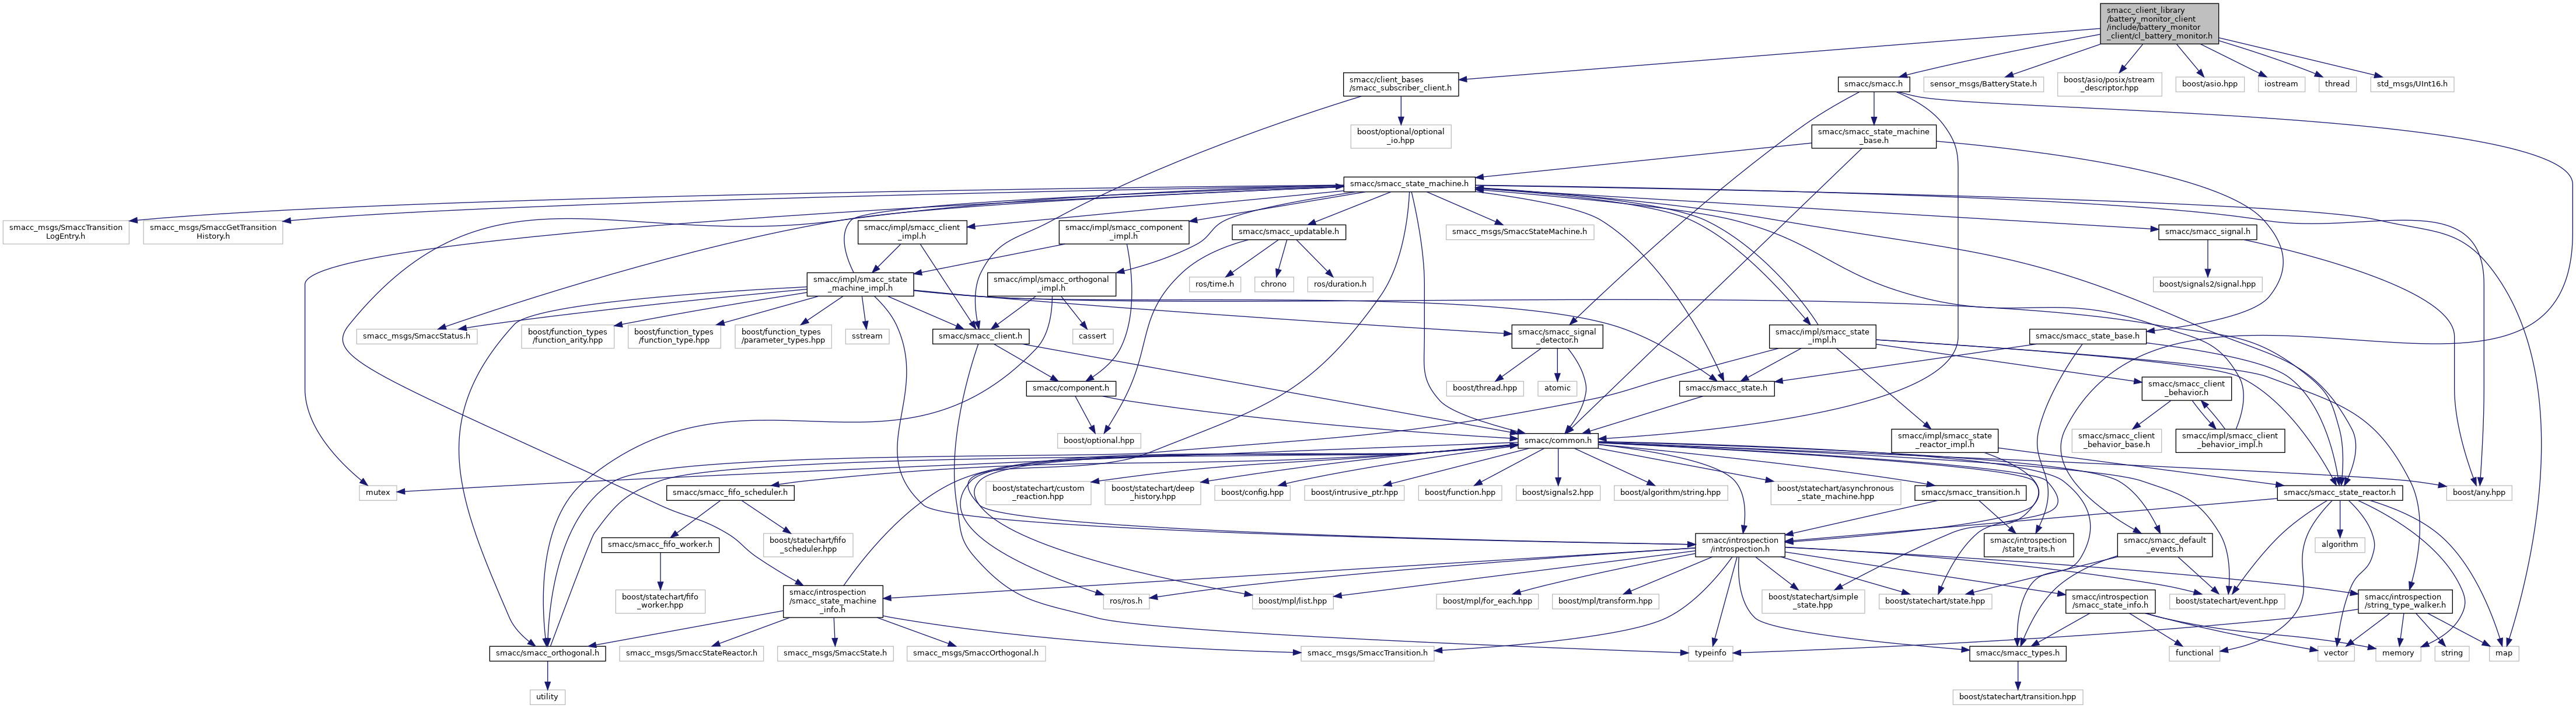 smacc_client_library
/battery_monitor_client
/include/battery_monitor
_client/cl_battery_monitor.h
smacc/client_bases
/smacc_subscriber_client.h
smacc/smacc.h
sensor_msgs/BatteryState.h
boost/asio/posix/stream
_descriptor.hpp
boost/asio.hpp
iostream
thread
std_msgs/UInt16.h
boost/optional/optional
_io.hpp
smacc/smacc_state_machine
_base.h
smacc/smacc_state_machine.h
smacc_msgs/SmaccTransition
LogEntry.h
smacc_msgs/SmaccGetTransition
History.h
smacc/impl/smacc_client
_impl.h
smacc/impl/smacc_component
_impl.h
smacc/smacc_updatable.h
smacc_msgs/SmaccStateMachine.h
smacc/smacc_signal.h
smacc/impl/smacc_state
_machine_impl.h
smacc/impl/smacc_orthogonal
_impl.h
ros/time.h
chrono
ros/duration.h
boost/signals2/signal.hpp
smacc_msgs/SmaccStatus.h
boost/function_types
/function_arity.hpp
boost/function_types
/function_type.hpp
boost/function_types
/parameter_types.hpp
sstream
smacc/smacc_client.h
cassert
smacc/smacc_signal
_detector.h
smacc/impl/smacc_state
_impl.h
smacc/smacc_state_base.h
smacc/component.h
boost/thread.hpp
atomic
smacc/smacc_state.h
smacc/smacc_client
_behavior.h
boost/optional.hpp
smacc/common.h
smacc/impl/smacc_state
_reactor_impl.h
smacc/smacc_client
_behavior_base.h
smacc/impl/smacc_client
_behavior_impl.h
mutex
smacc/smacc_fifo_scheduler.h
boost/statechart/custom
_reaction.hpp
boost/statechart/deep
_history.hpp
boost/config.hpp
boost/intrusive_ptr.hpp
boost/function.hpp
boost/signals2.hpp
boost/algorithm/string.hpp
boost/statechart/asynchronous
_state_machine.hpp
smacc/smacc_transition.h
smacc/smacc_state_reactor.h
boost/any.hpp
smacc/smacc_fifo_worker.h
boost/statechart/fifo
_scheduler.hpp
smacc/introspection
/introspection.h
smacc/introspection
/state_traits.h
smacc/smacc_default
_events.h
algorithm
boost/statechart/fifo
_worker.hpp
smacc/introspection
/smacc_state_machine
_info.h
ros/ros.h
boost/mpl/list.hpp
boost/mpl/for_each.hpp
boost/mpl/transform.hpp
boost/statechart/simple
_state.hpp
boost/statechart/state.hpp
smacc/introspection
/smacc_state_info.h
boost/statechart/event.hpp
smacc/introspection
/string_type_walker.h
smacc/smacc_orthogonal.h
smacc_msgs/SmaccStateReactor.h
smacc_msgs/SmaccState.h
smacc_msgs/SmaccOrthogonal.h
smacc_msgs/SmaccTransition.h
typeinfo
smacc/smacc_types.h
functional
vector
memory
string
map
utility
boost/statechart/transition.hpp